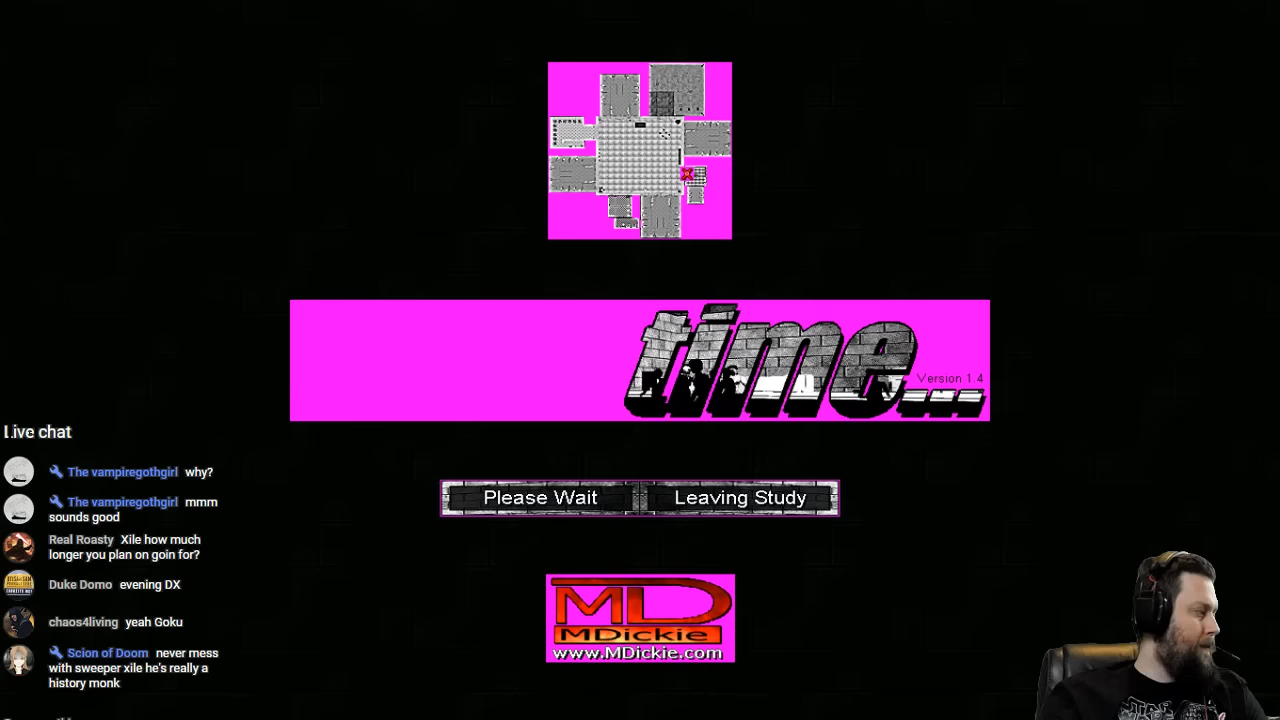 time...
Version 1.4
Please Wait
Leaving Study
MD
MDickie
www.MDickie.com
Live chat
The vampiregothgirl why?
The vampiregothgirl mmm
sounds good
Real Roasty Xile how much
longer you plan on goin for?
Duke Domo evening DX
chaos4living yeah Goku
Scion of Doom never mess
with sweeper xile he's really a
history monk